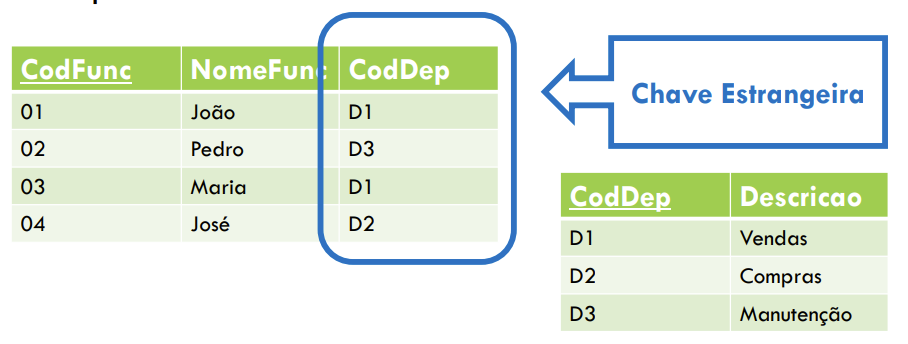 CodFunc NomeFunc CodDep
01 João D1
02 Pedro D3
03 Maria D1
04 José D2
Chave Estrangeira
CodDep Descricao
D1 Vendas
D2 Compras
D3 Manutenção